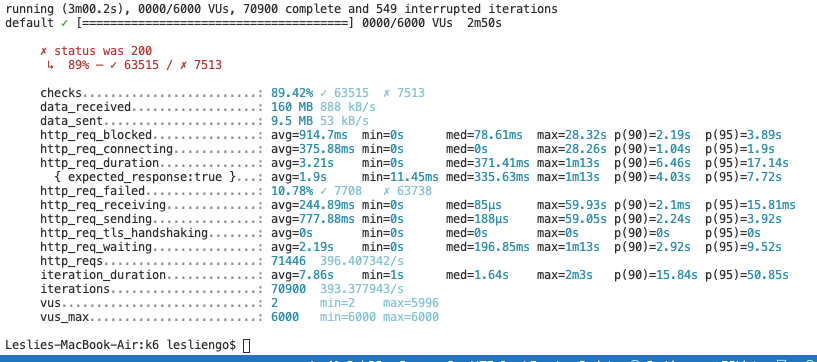 running (3m00.2s), 0000/6000 VUs, 70900 complete and 549 interrupted iterations
default ✓ [======================================] 0000/6000 VUs  2m50s
✗ status was 200
↳  89% — ✓ 63515 / ✗ 7513
checks.........................: 89.42% ✓ 63515  ✗ 7513
data_received..................: 160 MB 888 kB/s
data_sent......................: 9.5 MB 53 kB/s
http_req_blocked...............: avg=914.7ms  min=0s      med=78.61ms  max=28.32s p(90)=2.19s  p(95)=3.89s
http_req_connecting............: avg=375.88ms min=0s      med=0s       max=28.26s p(90)=1.04s  p(95)=1.9s
http_req_duration..............: avg=3.21s    min=0s      med=371.41ms max=1m13s  p(90)=6.46s  p(95)=17.14s
{ expected_response:true }...: avg=1.9s     min=11.45ms med=335.63ms max=1m13s  p(90)=4.03s  p(95)=7.72s
http_req_failed................: 10.78% ✓ 7708   ✗ 63738
http_req_receiving.............: avg=244.89ms min=0s      med=85µs     max=59.93s p(90)=2.1ms  p(95)=15.81ms
http_req_sending...............: avg=777.88ms min=0s      med=188µs    max=59.05s p(90)=2.24s  p(95)=3.92s
http_req_tls_handshaking.......: avg=0s       min=0s      med=0s       max=0s     p(90)=0s     p(95)=0s
http_req_waiting...............: avg=2.19s    min=0s      med=196.85ms max=1m13s  p(90)=2.92s  p(95)=9.52s
http_reqs......................: 71446  396.407342/s
iteration_duration.............: avg=7.86s    min=1s      med=1.64s    max=2m3s   p(90)=15.84s p(95)=50.85s
iterations.....................: 70900  393.377943/s
vus............................: 2      min=2    max=5996
vus_max........................: 6000   min=6000 max=6000
Leslies-MacBook-Air:k6 lesliengo$